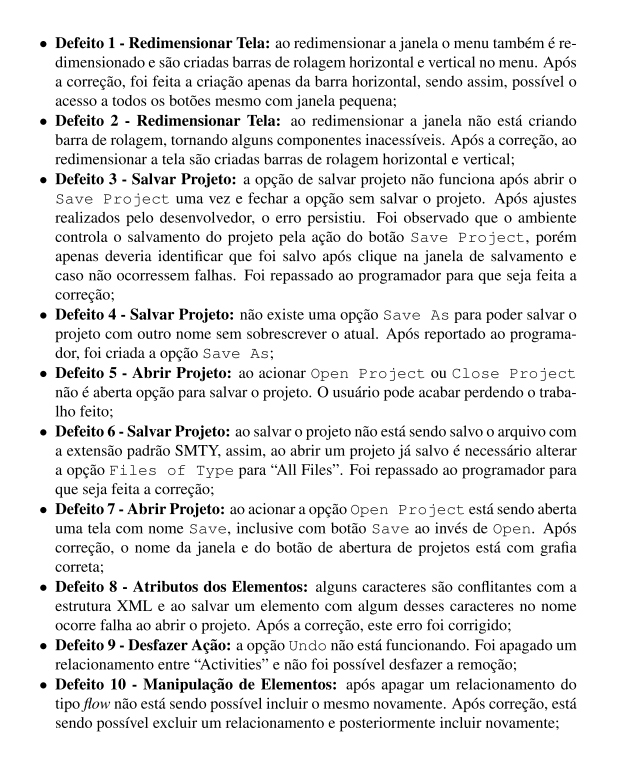 • Defeito 1 - Redimensionar Tela: ao redimensionar a janela o menu também é re-
dimensionado e são criadas barras de rolagem horizontal e vertical no menu. Após
a correção, foi feita a criação apenas da barra horizontal, sendo assim, possível o
acesso a todos os botões mesmo com janela pequena;
• Defeito 2 - Redimensionar Tela: ao redimensionar a janela não está criando
barra de rolagem, tornando alguns componentes inacessíveis. Após a correção, ao
redimensionar a tela são criadas barras de rolagem horizontal e vertical;
• Defeito 3 - Salvar Projeto: a opção de salvar projeto não funciona após abrir o
Save Project uma vez e fechar a opção sem salvar o projeto. Após ajustes
realizados pelo desenvolvedor, o erro persistiu. Foi observado que o ambiente
controla o salvamento do projeto pela ação do botão Save Project, porém
apenas deveria identificar que foi salvo após clique na janela de salvamento e
caso não ocorressem falhas. Foi repassado ao programador para que seja feita a
correção;
• Defeito 4 - Salvar Projeto: não existe uma opção Save As para poder salvar o
projeto com outro nome sem sobrescrever o atual. Após reportado ao programa-
dor, foi criada a opção Save As;
• Defeito 5 - Abrir Projeto: ao acionar Open Project ou Close Project
não é aberta opção para salvar o projeto. O usuário pode acabar perdendo o traba-
lho feito;
• Defeito 6 - Salvar Projeto: ao salvar o projeto não está sendo salvo o arquivo com
a extensão padrão SMTY, assim, ao abrir um projeto já salvo é necessário alterar
a opção Files of Type para “All Files”. Foi repassado ao programador para
que seja feita a correção;
• Defeito 7 - Abrir Projeto: ao acionar a opção Open Project está sendo aberta
uma tela com nome Save, inclusive com botão Save ao invés de Open. Após
correção, o nome da janela e do botão de abertura de projetos está com grafia
correta;
• Defeito 8 - Atributos dos Elementos: alguns caracteres são conflitantes com a
estrutura XML e ao salvar um elemento com algum desses caracteres no nome
ocorre falha ao abrir o projeto. Após a correção, este erro foi corrigido;
• Defeito 9 - Desfazer Ação: a opção Undo não está funcionando. Foi apagado um
relacionamento entre “Activities” e não foi possível desfazer a remoção;
• Defeito 10 - Manipulação de Elementos: após apagar um relacionamento do
tipo flow não está sendo possível incluir o mesmo novamente. Após correção, está
sendo possível excluir um relacionamento e posteriormente incluir novamente;